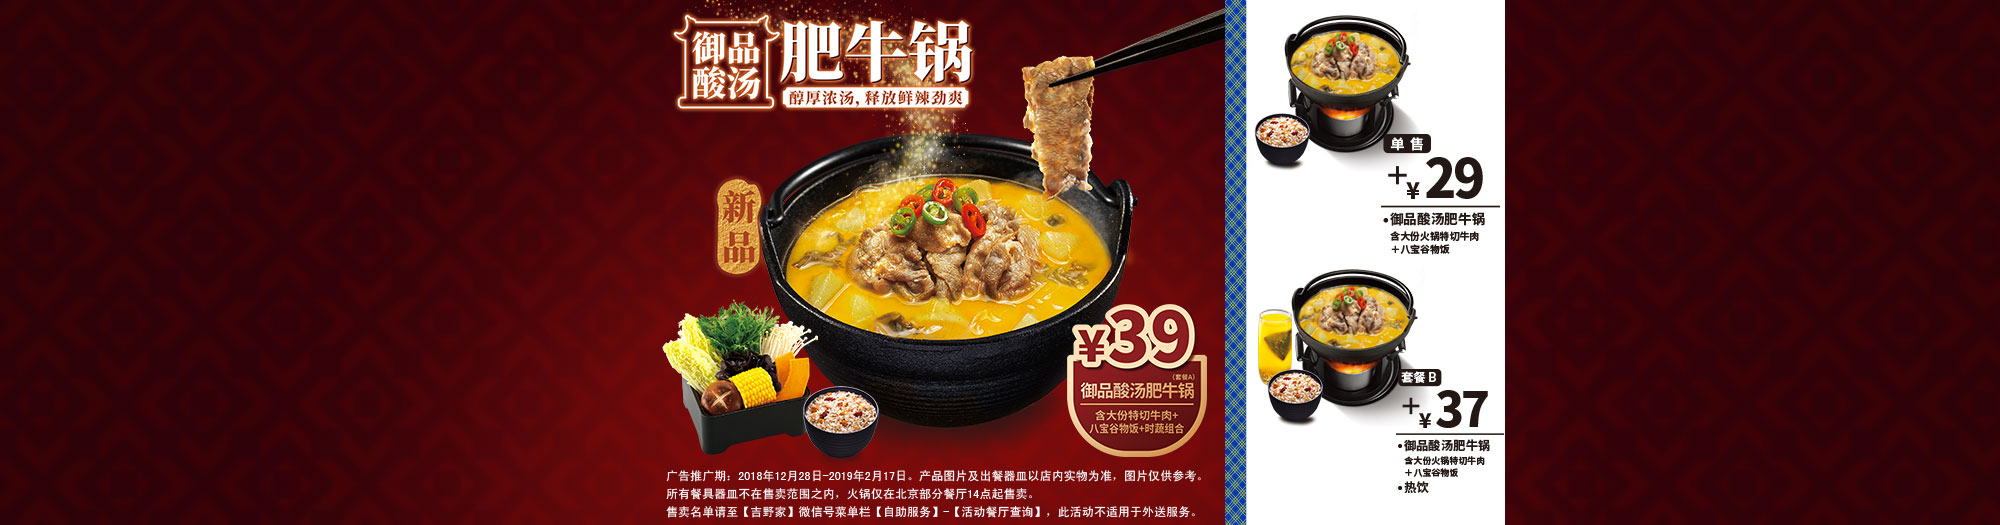 御品
酸汤
肥牛锅
醇厚浓汤，释放鲜辣劲爽
新品
¥39
（套餐A）
御品酸汤肥牛锅
含大份特切牛肉+
八宝谷物饭+时蔬组合
广告推广期：2018年12月28日-2019年2月17日。产品图片及出餐器皿以店内实物为准，图片仅供参考。
所有餐具器皿不在售卖范围之内，火锅仅在北京部分餐厅14点起售卖。
售卖名单请至【吉野家】微信号菜单栏【自助服务】-【活动餐厅查询】，此活动不适用于外送服务。
单售
+¥29
•御品酸汤肥牛锅
含大份火锅特切牛肉
+八宝谷物饭
套餐B
+¥37
•御品酸汤肥牛锅
含大份火锅特切牛肉
+八宝谷物饭
•热饮